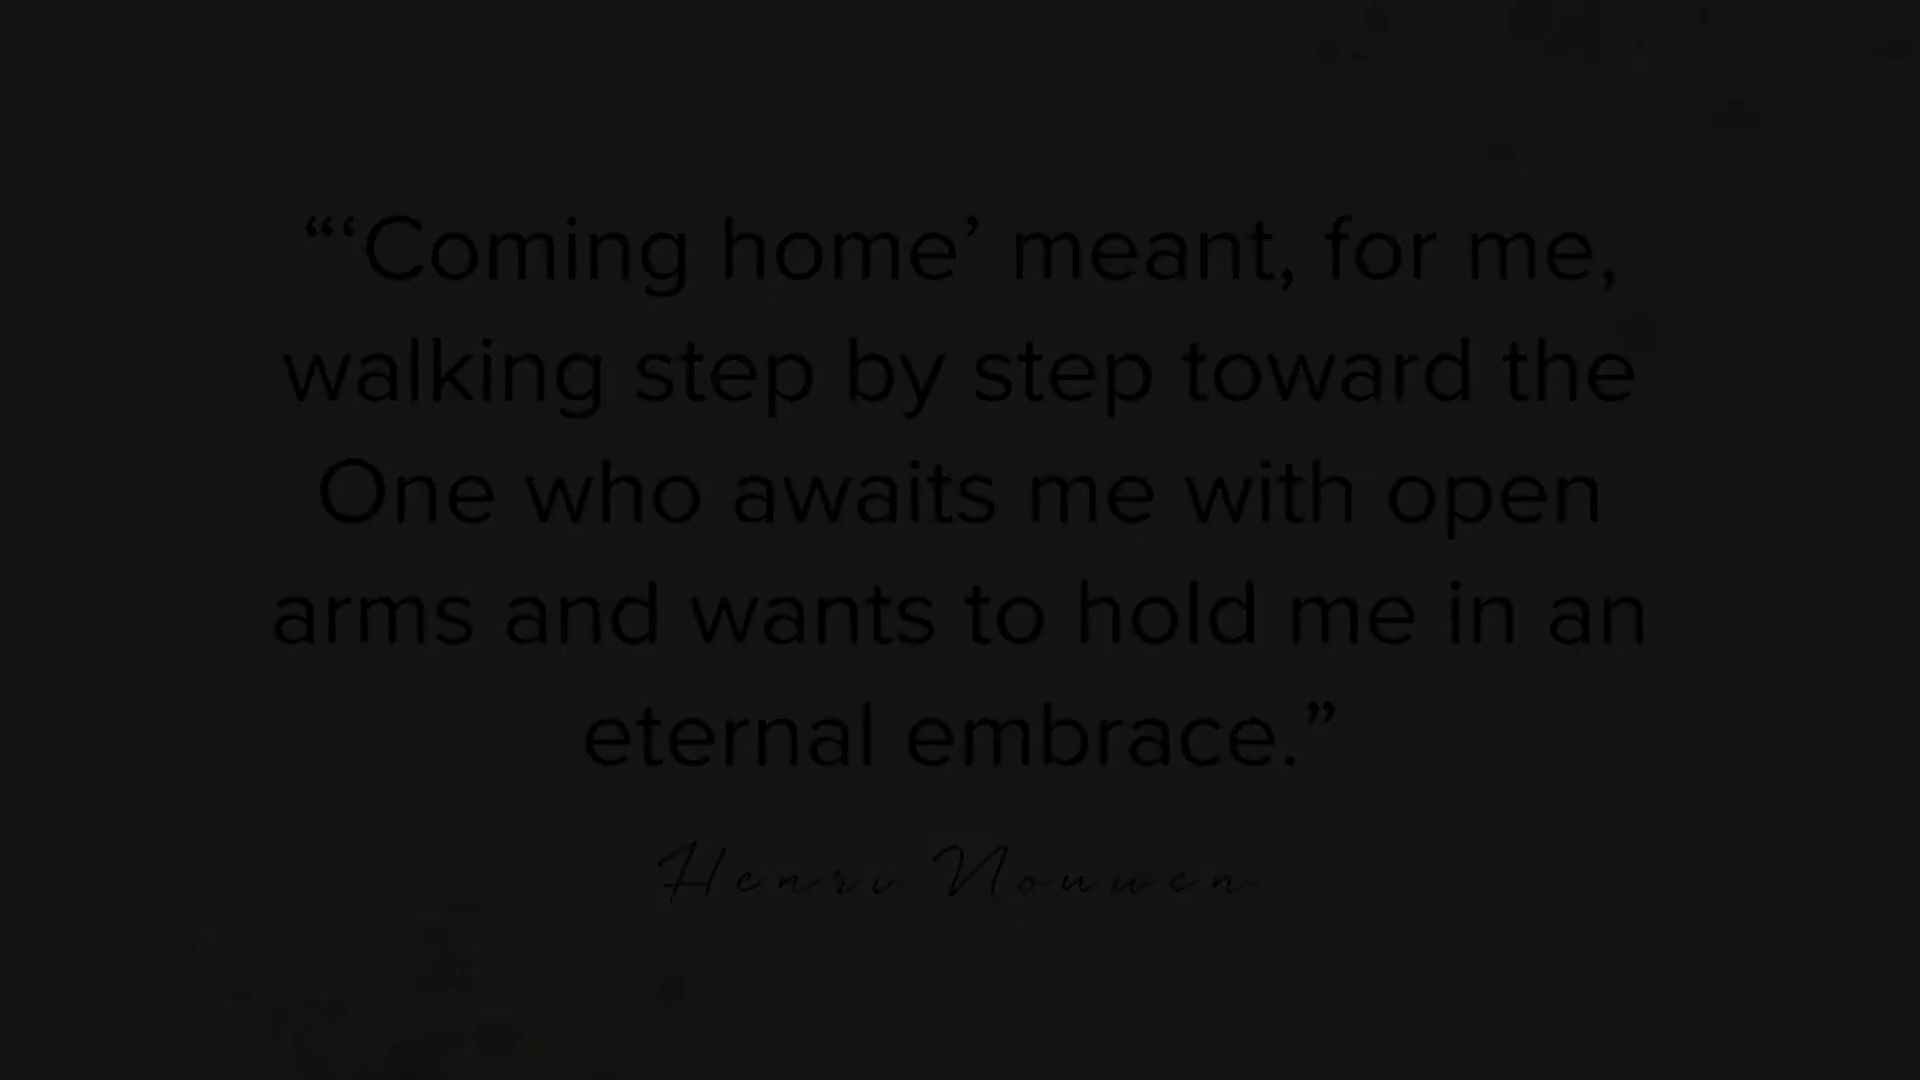 “‘Coming home’ meant, for me,
walking step by step toward the
One who awaits me with open
arms and wants to hold me in an
eternal embrace.”
Henri Nouwen